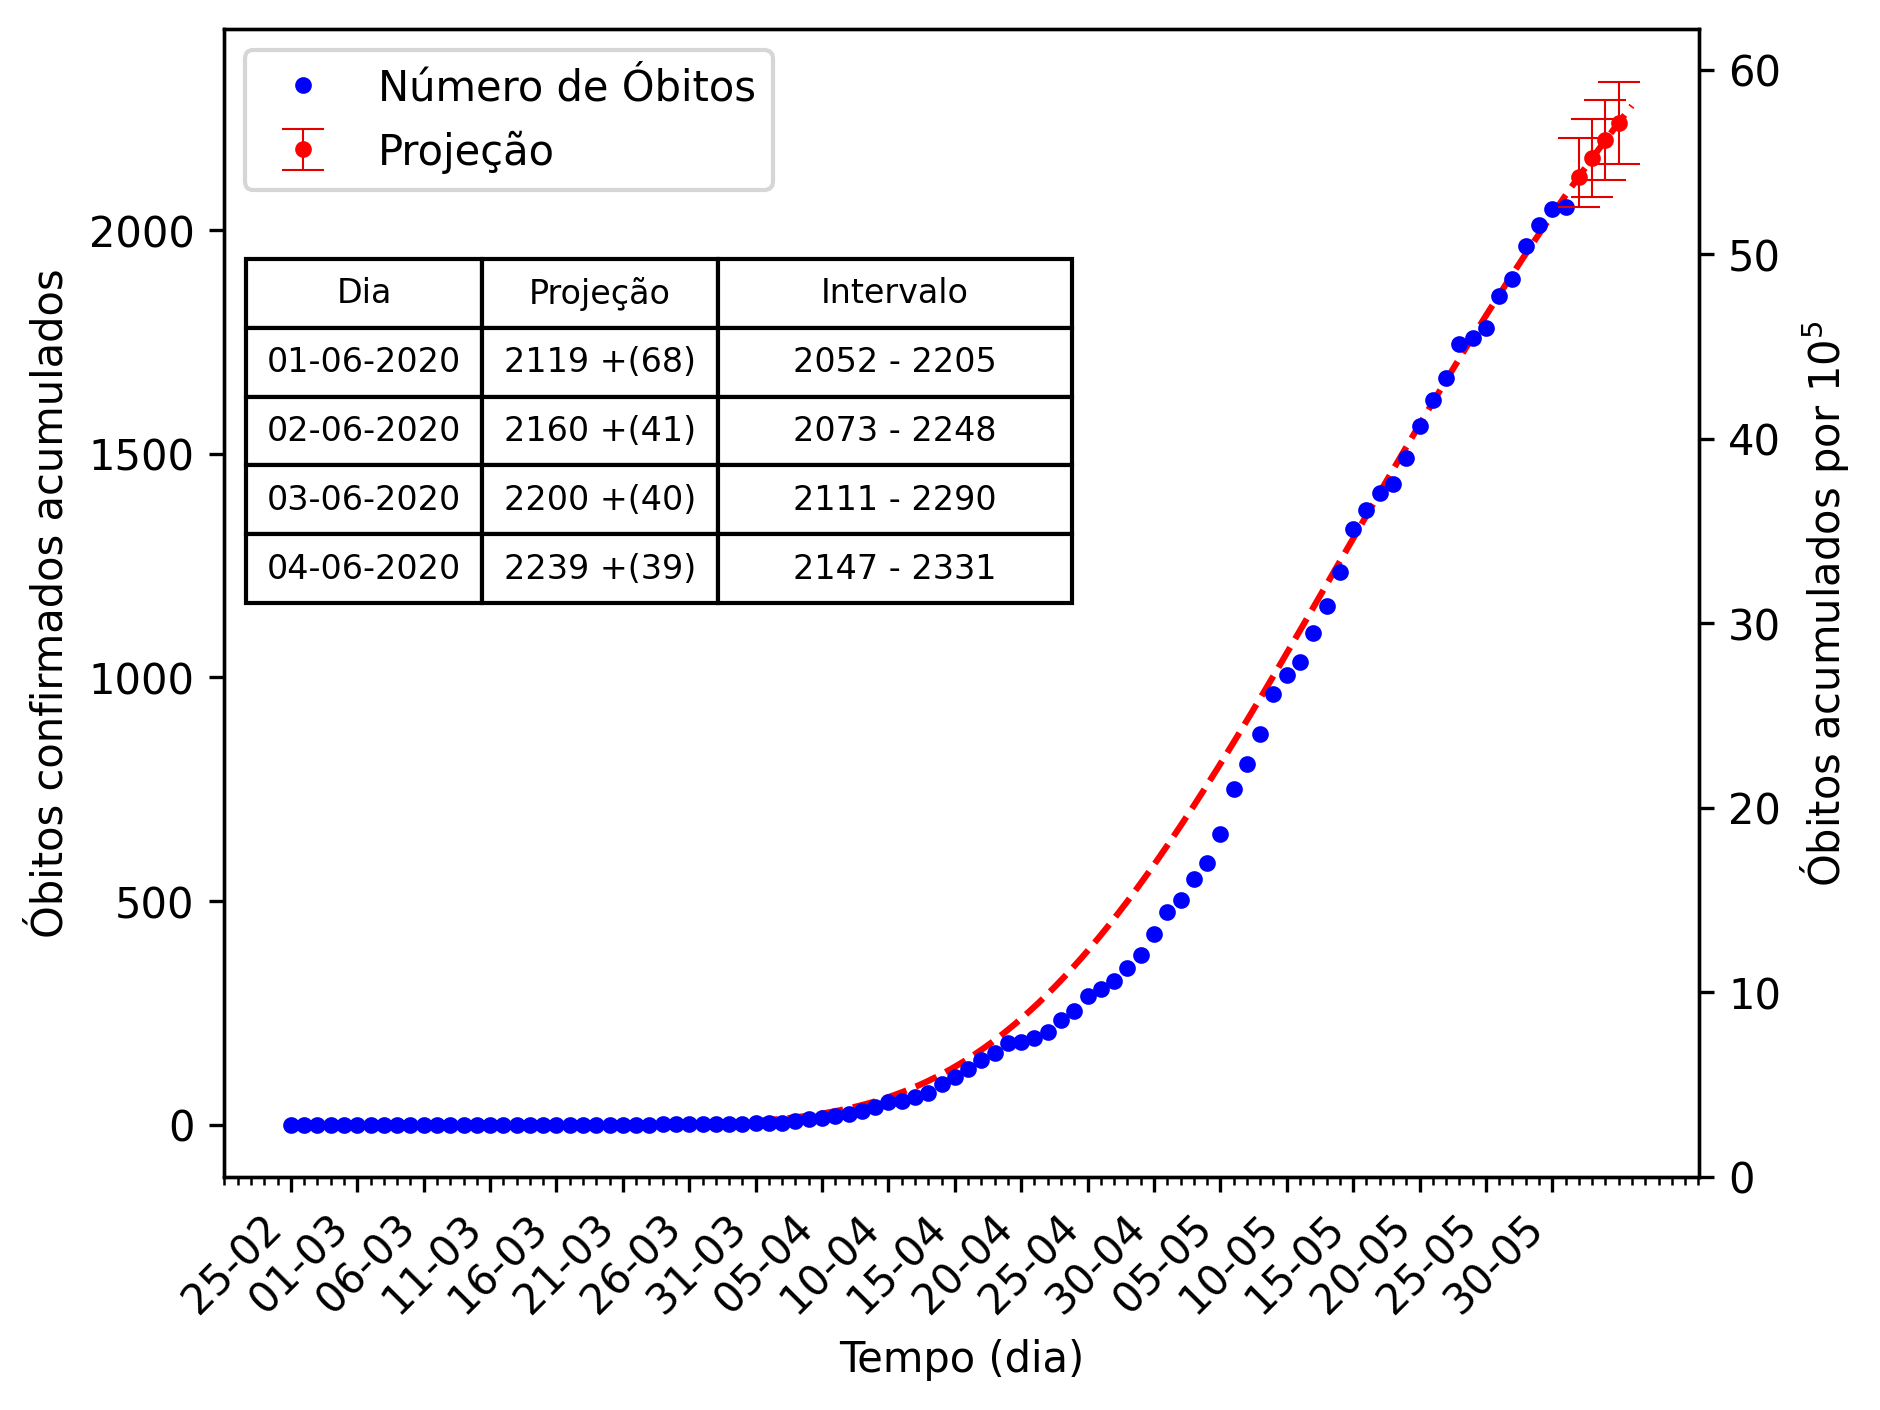 Número de Óbitos
Projeção
Dia Projeção Intervalo
01-06-2020 2119 +(68) 2052 - 2205
02-06-2020 2160 +(41) 2073 - 2248
03-06-2020 2200 +(40) 2111 - 2290
04-06-2020 2239 +(39) 2147 - 2331
Óbitos confirmados acumulados
2000
1500
1000
500
0
60
50
40
30
20
10
0
Óbitos acumulados por 10⁵
25-02 01-03 06-03 11-03 16-03 21-03 26-03 31-03 05-04 10-04 15-04 20-04 25-04 30-04 05-05 10-05 15-05 20-05 25-05 30-05
Tempo (dia)